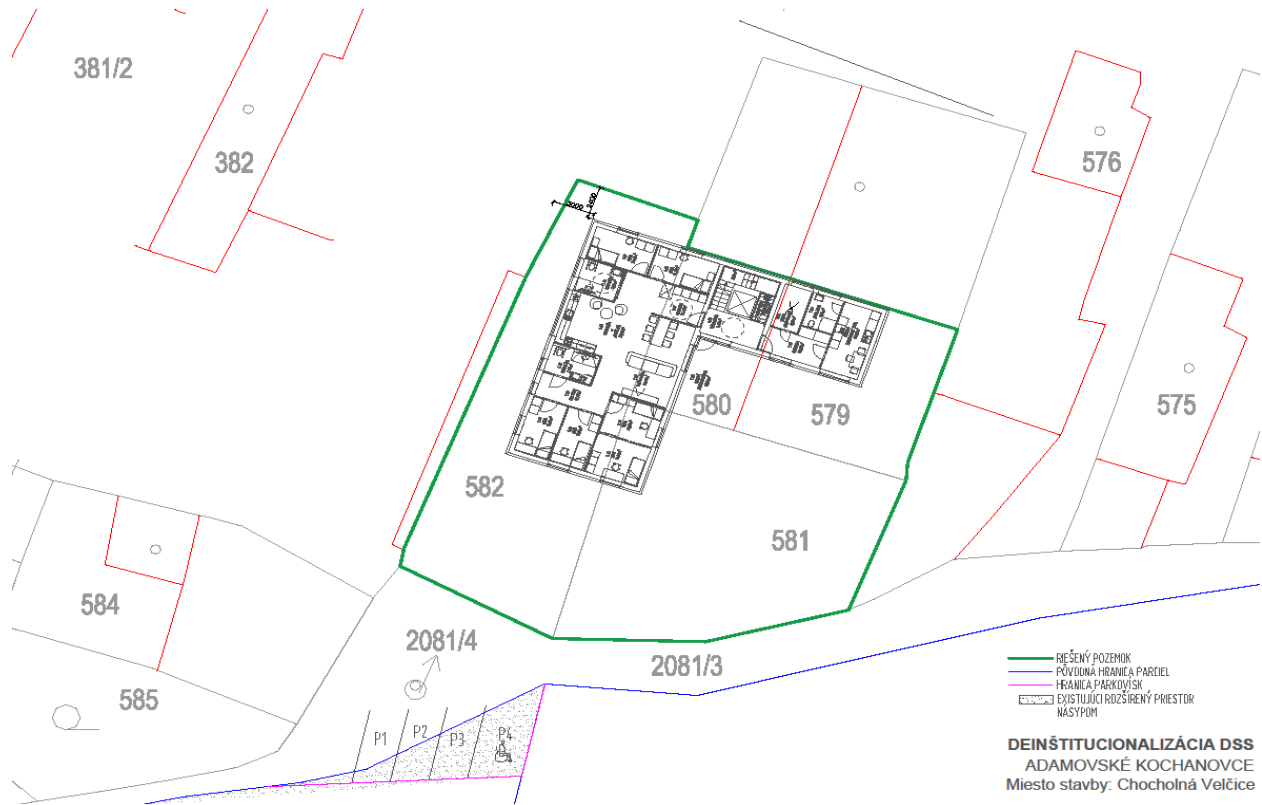 381/2
382
576
3000
575
580
579
582
581
584
2081/4
2081/3
585
P1
P2
P3
P4
RIEŠENÝ POZEMOK
PÔVODNÁ HRANICA PARCIEL
HRANICA PARKOVÍSK
EXISTUJÚCI ROZŠÍRENÝ PRIESTOR
NÁSYPOM
DEINŠTITUCIONALIZÁCIA DSS
ADAMOVSKÉ KOCHANOVCE
Miesto stavby: Chocholná Velčice